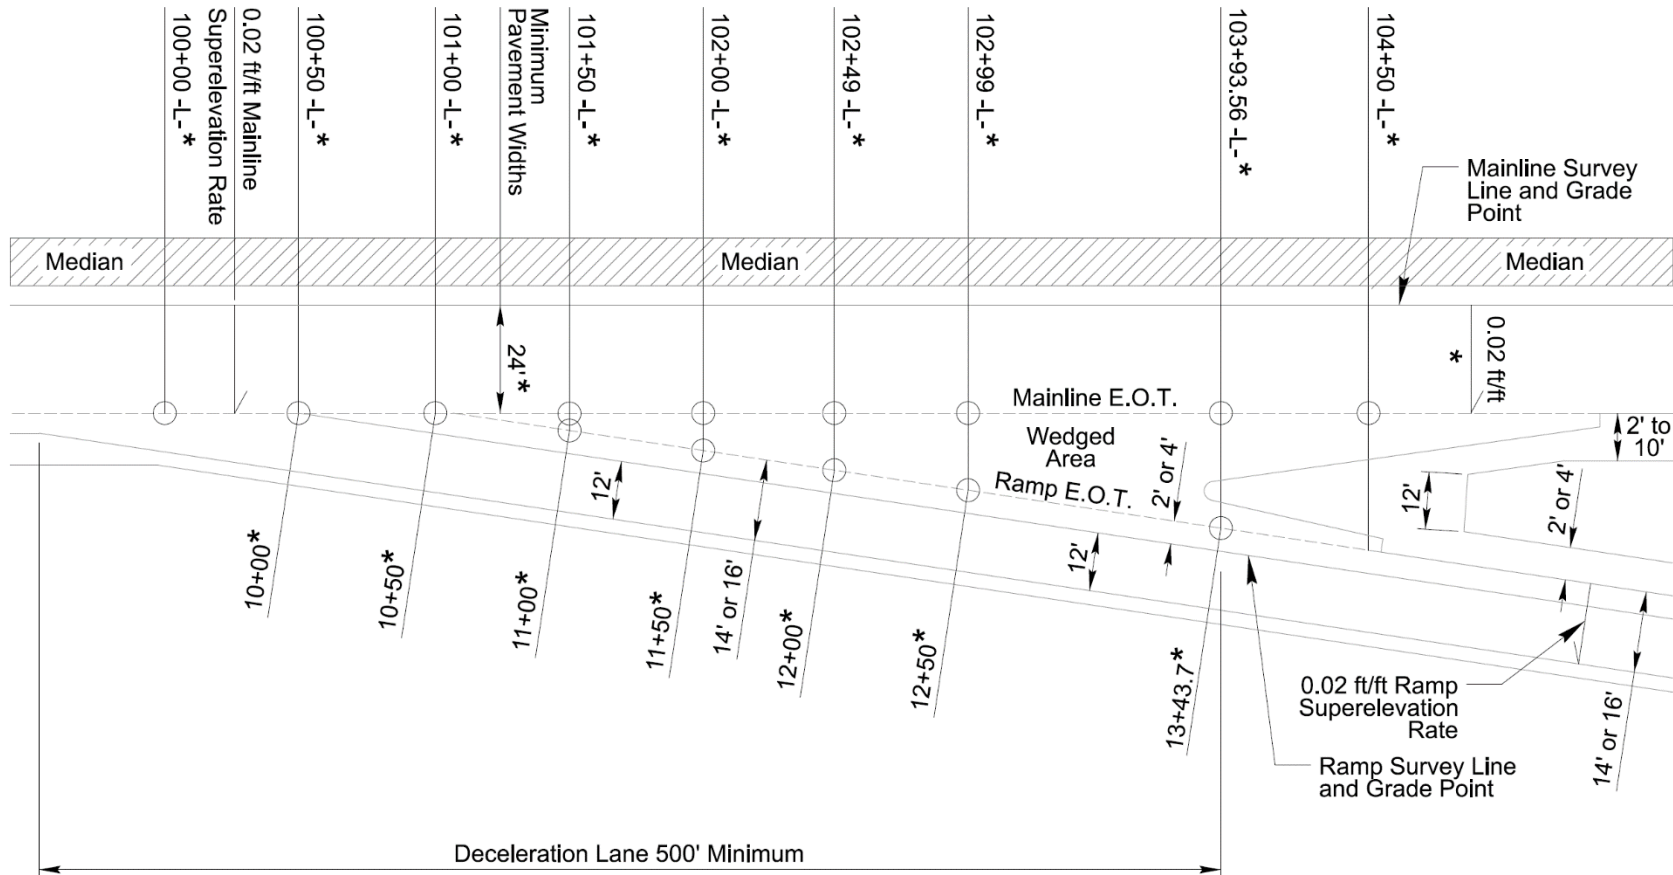 100+00 -L-*
0.02 ft/ft Mainline
Superelevation Rate
100+50 -L-*
101+00 -L-*
Minimum
Pavement Widths
101+50 -L-*
102+00 -L-*
102+49 -L-*
102+99 -L-*
103+93.56 -L-*
104+50 -L-*
Mainline Survey
Line and Grade
Point
Median
Median
Median
24'*
0.02 ft/ft
*
Mainline E.O.T.
Wedged
Area
Ramp E.O.T.
2' or 4'
2' to
10'
12'
12'
12'
2' or 4'
14' or 16'
10+00*
10+50*
11+00*
11+50*
12+00*
12+50*
13+43.7*
0.02 ft/ft Ramp
Superelevation
Rate
14' or 16'
Ramp Survey Line
and Grade Point
Deceleration Lane 500' Minimum